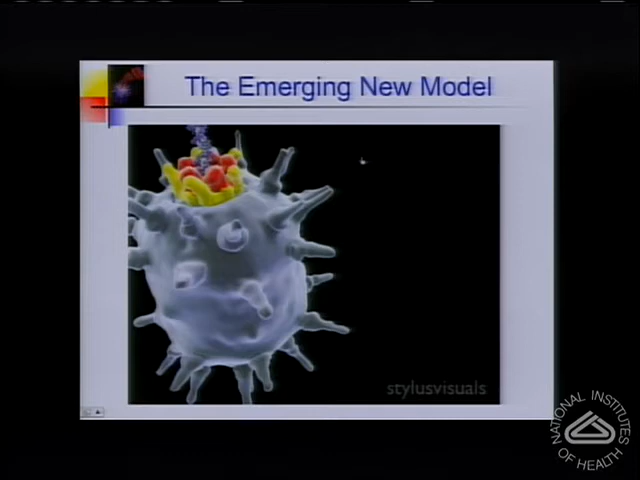 The Emerging New Model
stylusvisuals
NATIONAL INSTITUTES
OF HEALTH